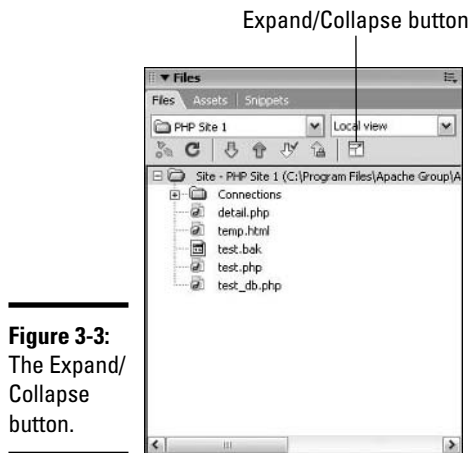 Expand/Collapse button
Files
Files Assets Snippets
PHP Site 1 Local view
Site - PHP Site 1 (C:\Program Files\Apache Group\A
Connections
detail.php
temp.html
test.bak
test.php
test_db.php
Figure 3-3:
The Expand/
Collapse
button.